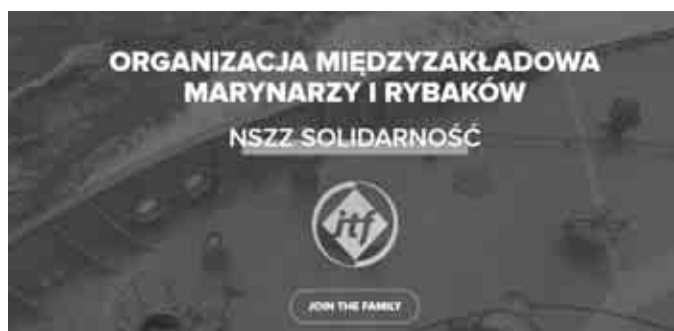 ORGANIZACJA MIĘDZYZAKŁADOWA
MARYNARZY I RYBAKÓW
NSZZ SOLIDARNOŚĆ
itf
JOIN THE FAMILY